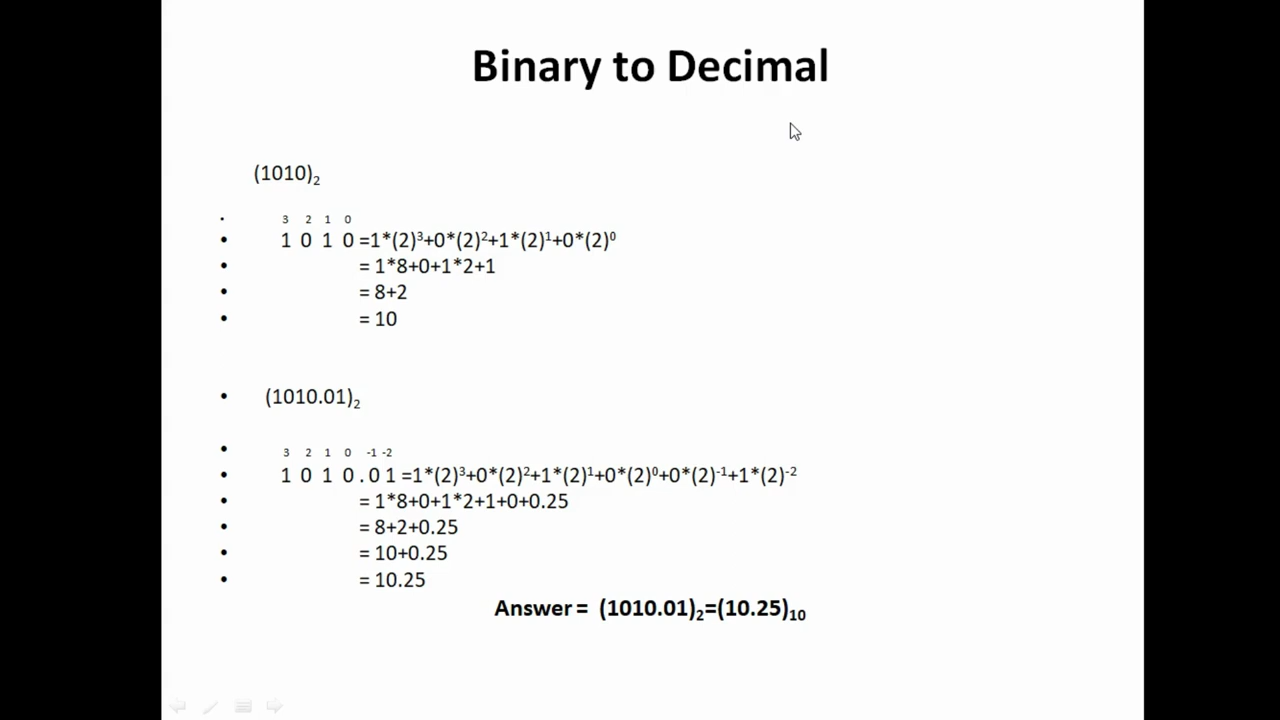 Binary to Decimal
(1010)₂
• 3 2 1 0
• 1 0 1 0 =1*(2)³+0*(2)²+1*(2)¹+0*(2)⁰
• = 1*8+0+1*2+1
• = 8+2
• = 10
• (1010.01)₂
• 3 2 1 0 -1 -2
• 1 0 1 0 . 0 1 =1*(2)³+0*(2)²+1*(2)¹+0*(2)⁰+0*(2)⁻¹+1*(2)⁻²
• = 1*8+0+1*2+1+0+0.25
• = 8+2+0.25
• = 10+0.25
• = 10.25
Answer = (1010.01)₂=(10.25)₁₀